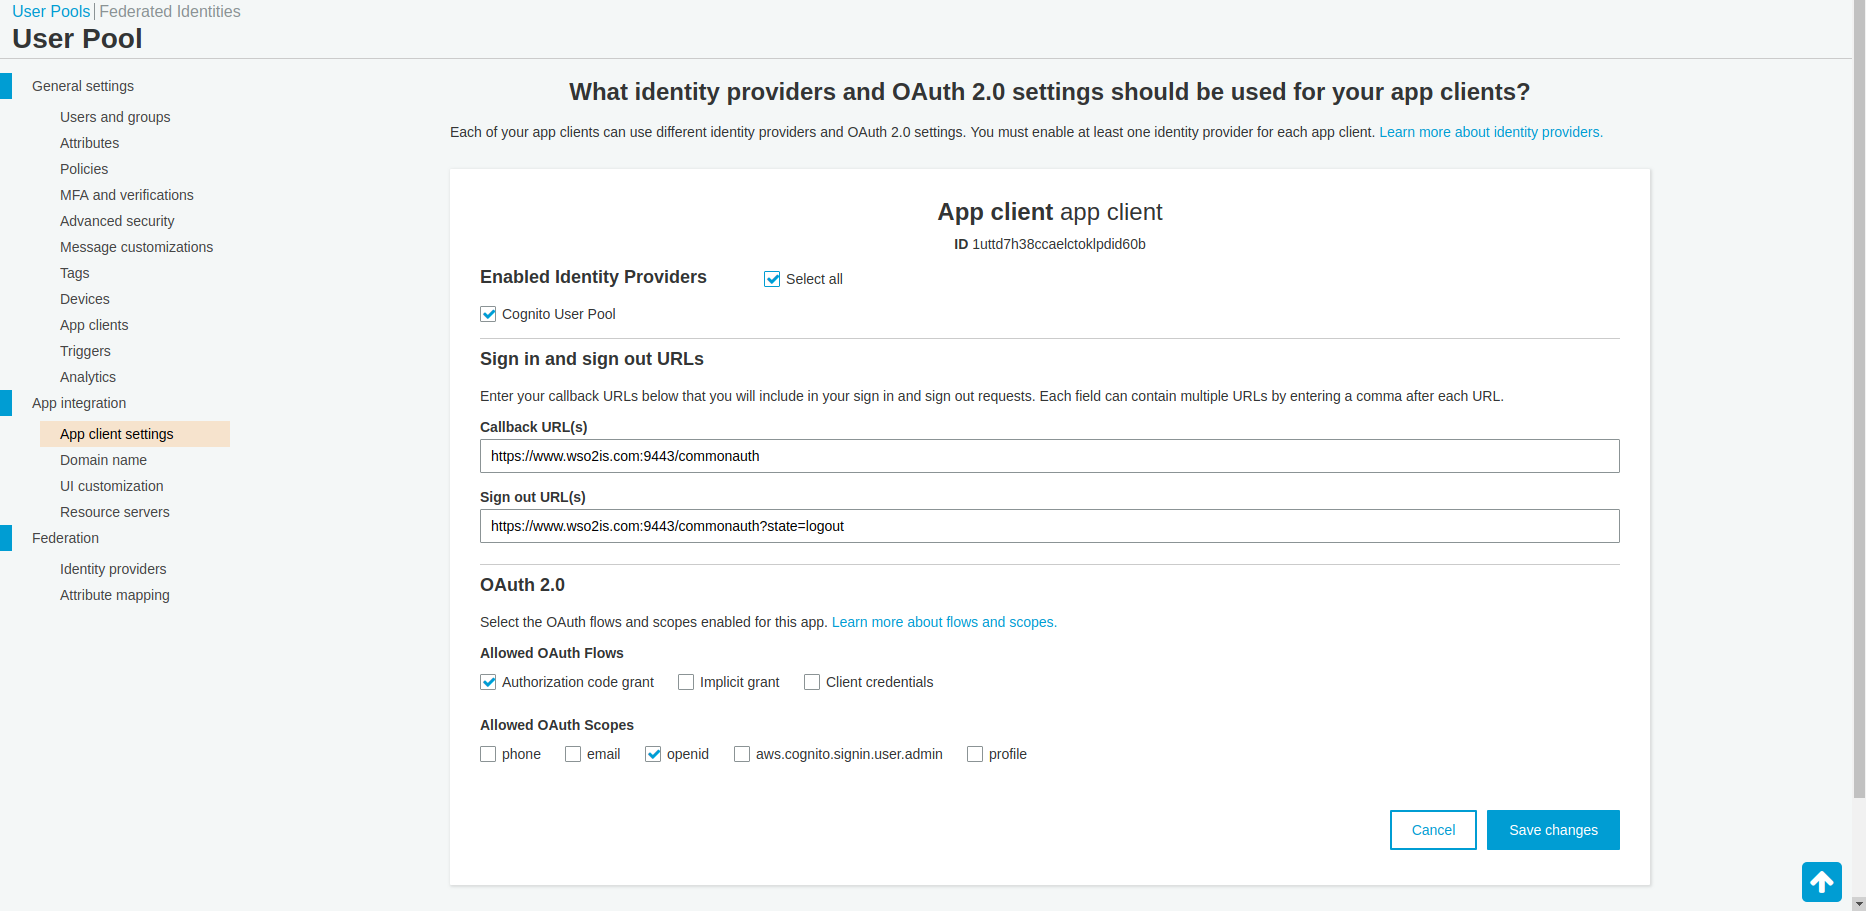 User Pools | Federated Identities
User Pool
General settings
Users and groups
Attributes
Policies
MFA and verifications
Advanced security
Message customizations
Tags
Devices
App clients
Triggers
Analytics
App integration
App client settings
Domain name
UI customization
Resource servers
Federation
Identity providers
Attribute mapping
What identity providers and OAuth 2.0 settings should be used for your app clients?
Each of your app clients can use different identity providers and OAuth 2.0 settings. You must enable at least one identity provider for each app client. Learn more about identity providers.
App client app client
ID 1uttd7h38ccaelctoklpdid60b
Enabled Identity Providers Select all
Cognito User Pool
Sign in and sign out URLs
Enter your callback URLs below that you will include in your sign in and sign out requests. Each field can contain multiple URLs by entering a comma after each URL.
Callback URL(s)
https://www.wso2is.com:9443/commonauth
Sign out URL(s)
https://www.wso2is.com:9443/commonauth?state=logout
OAuth 2.0
Select the OAuth flows and scopes enabled for this app. Learn more about flows and scopes.
Allowed OAuth Flows
Authorization code grant Implicit grant Client credentials
Allowed OAuth Scopes
phone email openid aws.cognito.signin.user.admin profile
Cancel Save changes